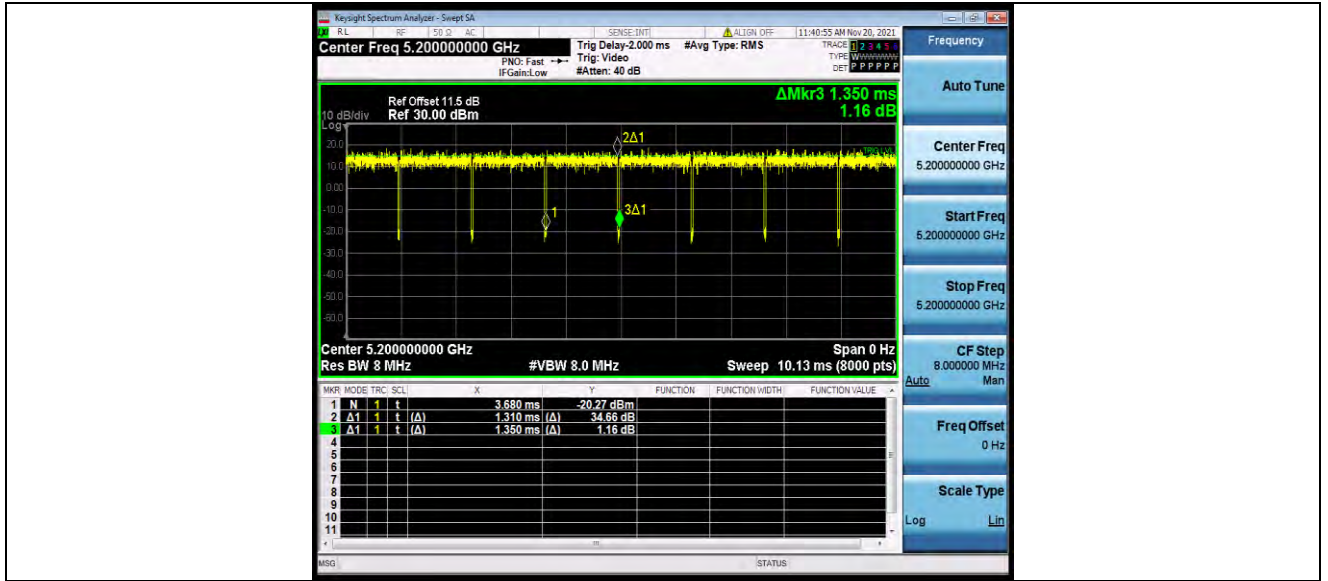 Keysight Spectrum Analyzer - Swept SA
RL RF 50 Ω AC SENSE:INT ALIGN OFF 11:40:55 AM Nov 20, 2021
Center Freq 5.200000000 GHz
Trig Delay-2.000 ms #Avg Type: RMS
TRACE 1 2 3 4 5 6
PNO: Fast Trig: Video
TYPE WWWWWW
IFGain:Low #Atten: 40 dB
DET P P P P P P
ΔMkr3 1.350 ms
1.16 dB
Ref Offset 11.5 dB
10 dB/div Ref 30.00 dBm
Log
20.0
10.0
0.00
-10.0
-20.0
-30.0
-40.0
-50.0
-60.0
2Δ1
TRIG LVL
1
3Δ1
Center 5.200000000 GHz Span 0 Hz
Res BW 8 MHz #VBW 8.0 MHz Sweep 10.13 ms (8000 pts)
MKR MODE TRC SCL X Y FUNCTION FUNCTION WIDTH FUNCTION VALUE
1 N 1 t 3.680 ms -20.27 dBm
2 Δ1 1 t (Δ) 1.310 ms (Δ) 34.66 dB
3 Δ1 1 t (Δ) 1.350 ms (Δ) 1.16 dB
4
5
6
7
8
9
10
11
MSG STATUS
Frequency
Auto Tune
Center Freq
5.200000000 GHz
Start Freq
5.200000000 GHz
Stop Freq
5.200000000 GHz
CF Step
8.000000 MHz
Auto Man
Freq Offset
0 Hz
Scale Type
Log Lin